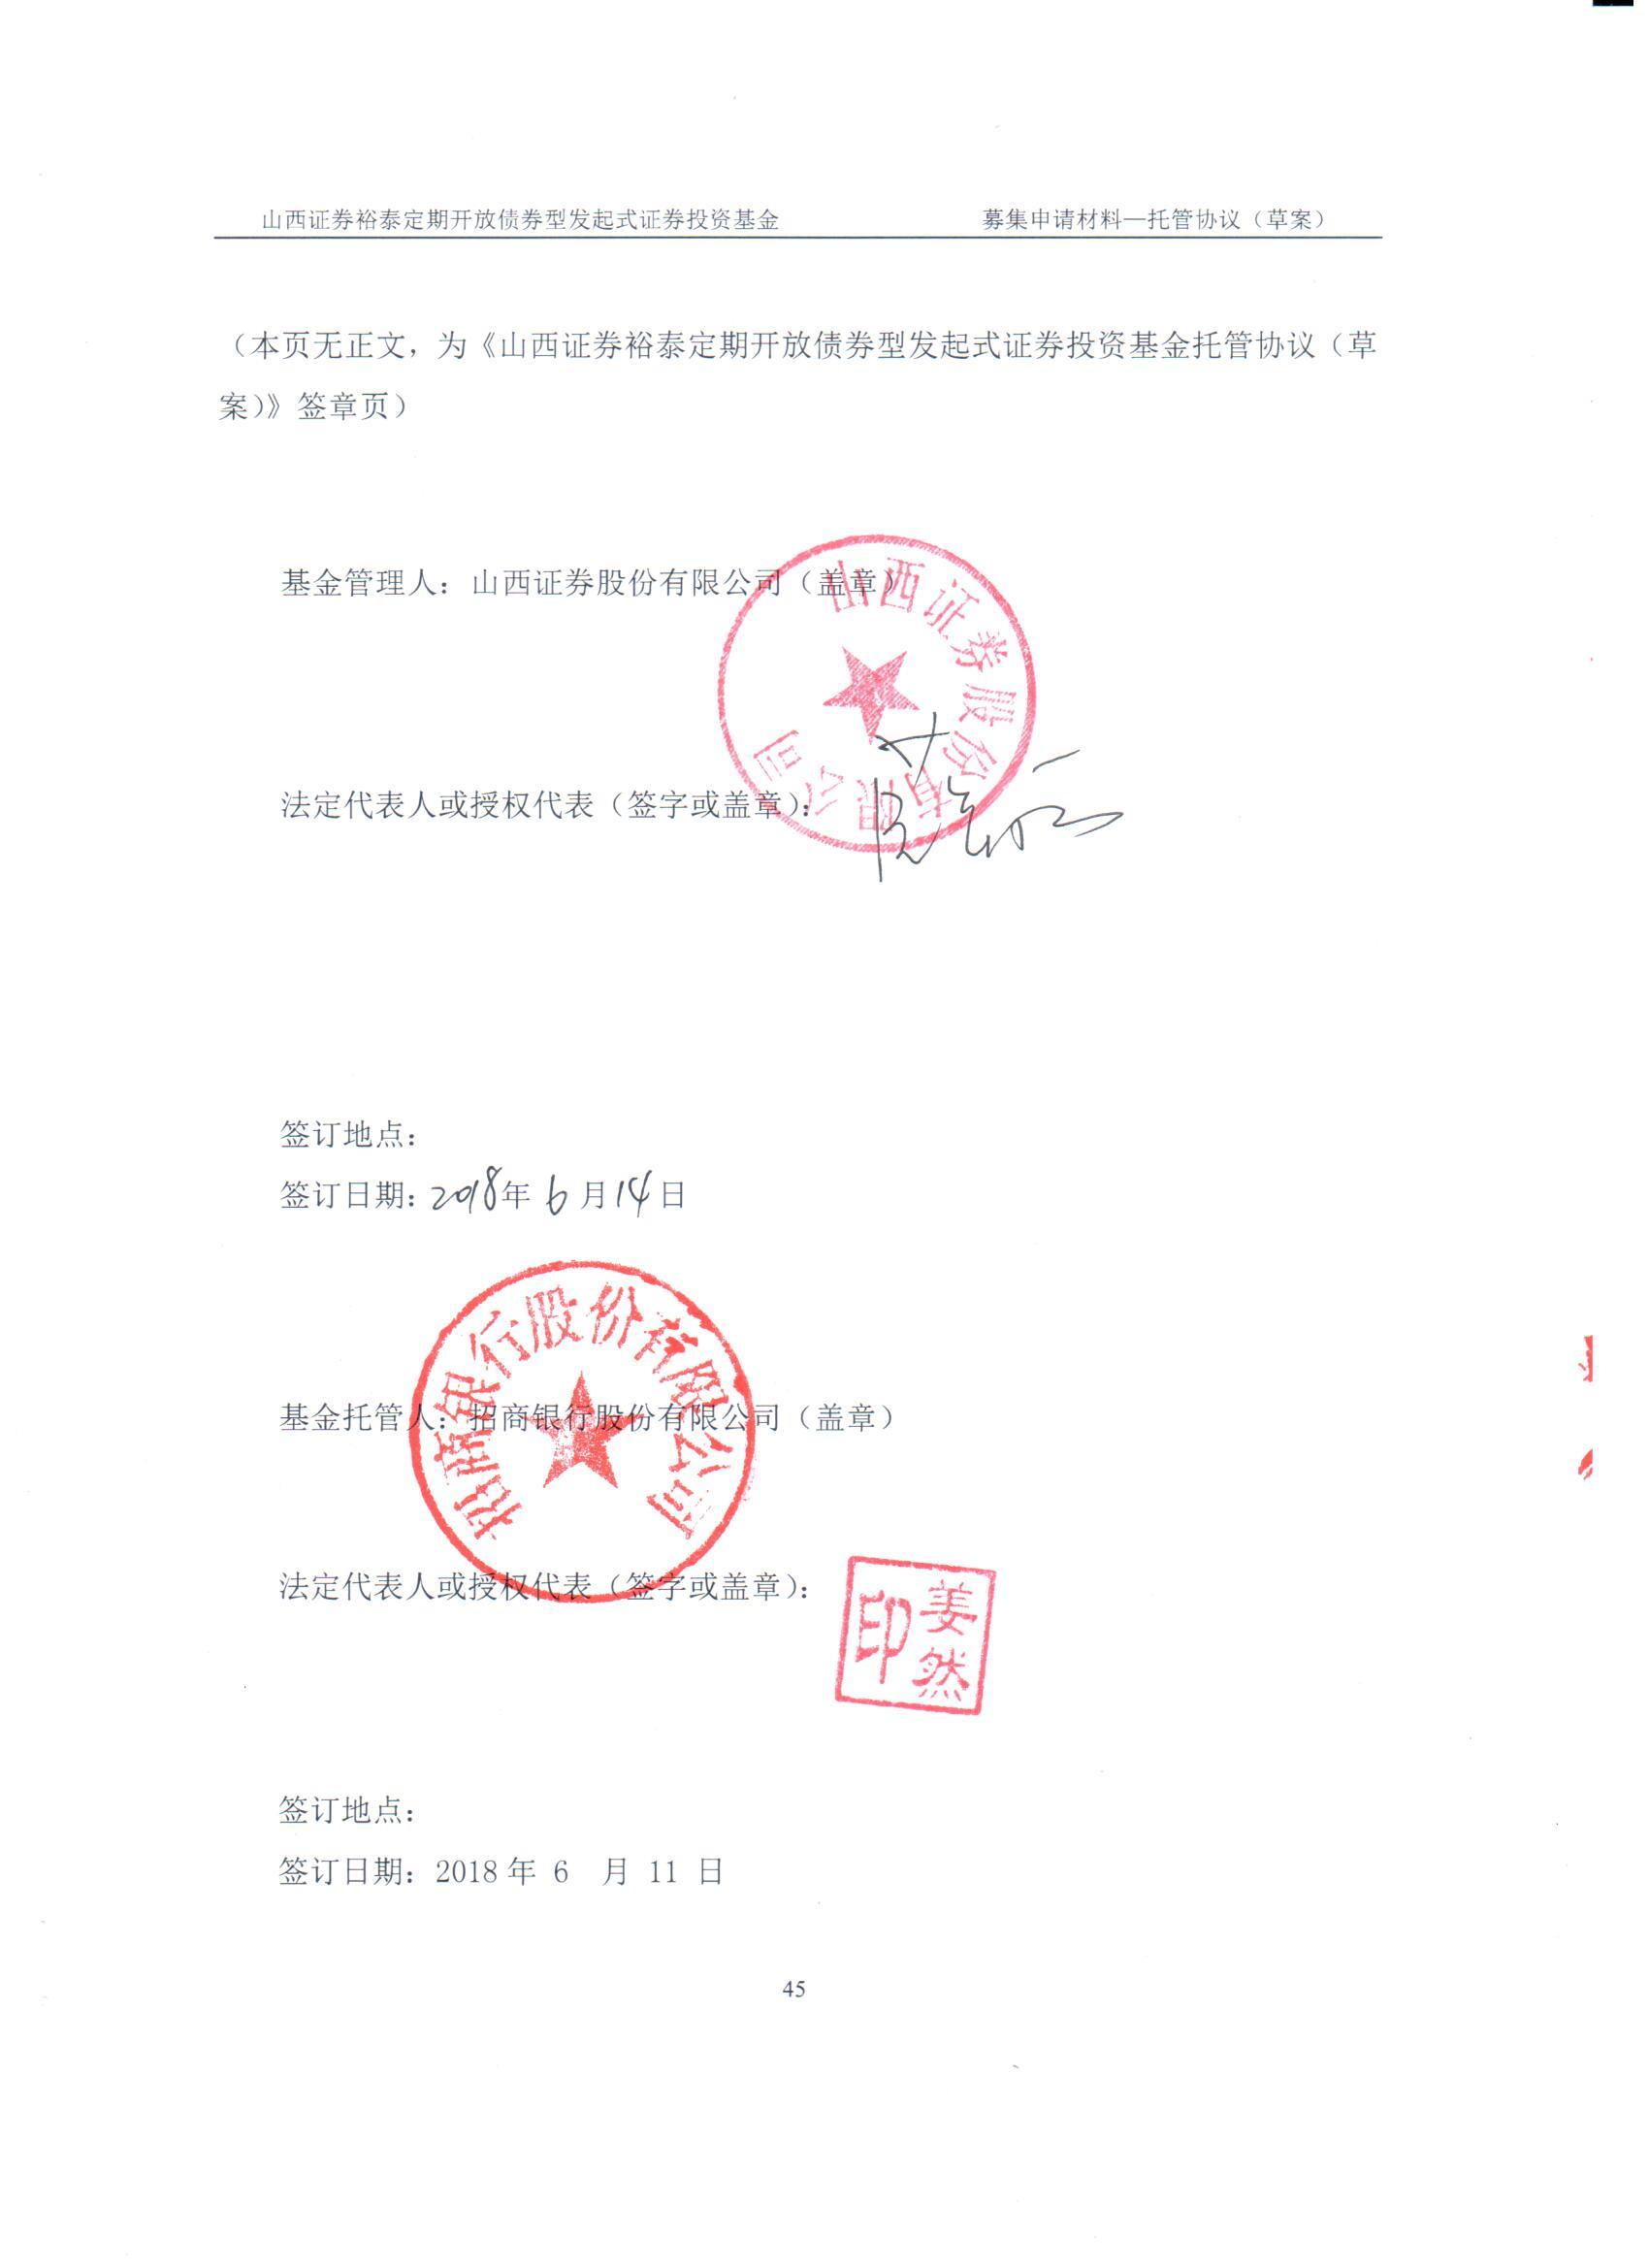 山西证券裕泰定期开放债券型发起式证券投资基金 募集申请材料—托管协议（草案）
（本页无正文，为《山西证券裕泰定期开放债券型发起式证券投资基金托管协议（草
案）》签章页）
基金管理人：山西证券股份有限公司（盖章）
山西证券股份有限公司
法定代表人或授权代表（签字或盖章）：
签订地点：
签订日期：2018年 6 月 14 日
招商银行股份有限公司
基金托管人：招商银行股份有限公司（盖章）
法定代表人或授权代表（签字或盖章）：
姜然印
签订地点：
签订日期：2018 年 6 月 11 日
45